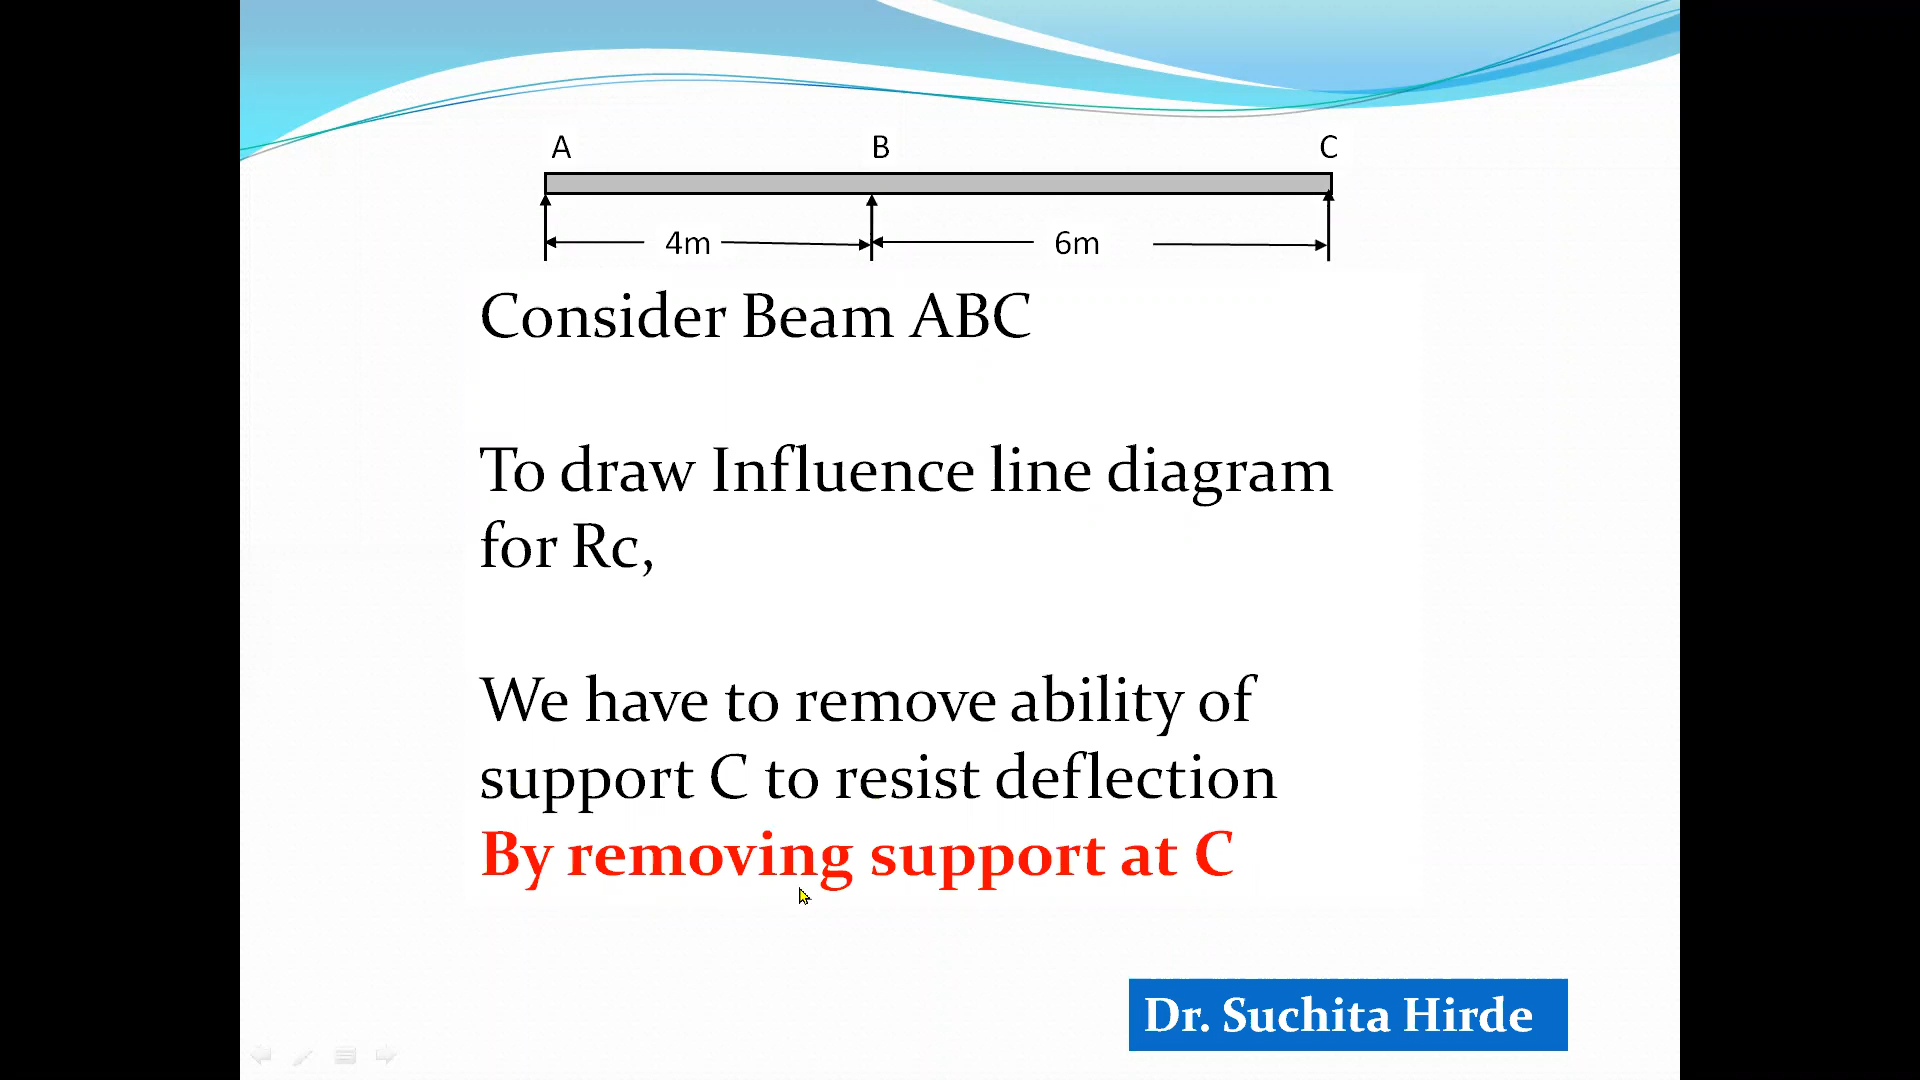 A B C
4m 6m
Consider Beam ABC
To draw Influence line diagram
for Rc,
We have to remove ability of
support C to resist deflection
By removing support at C
Dr. Suchita Hirde